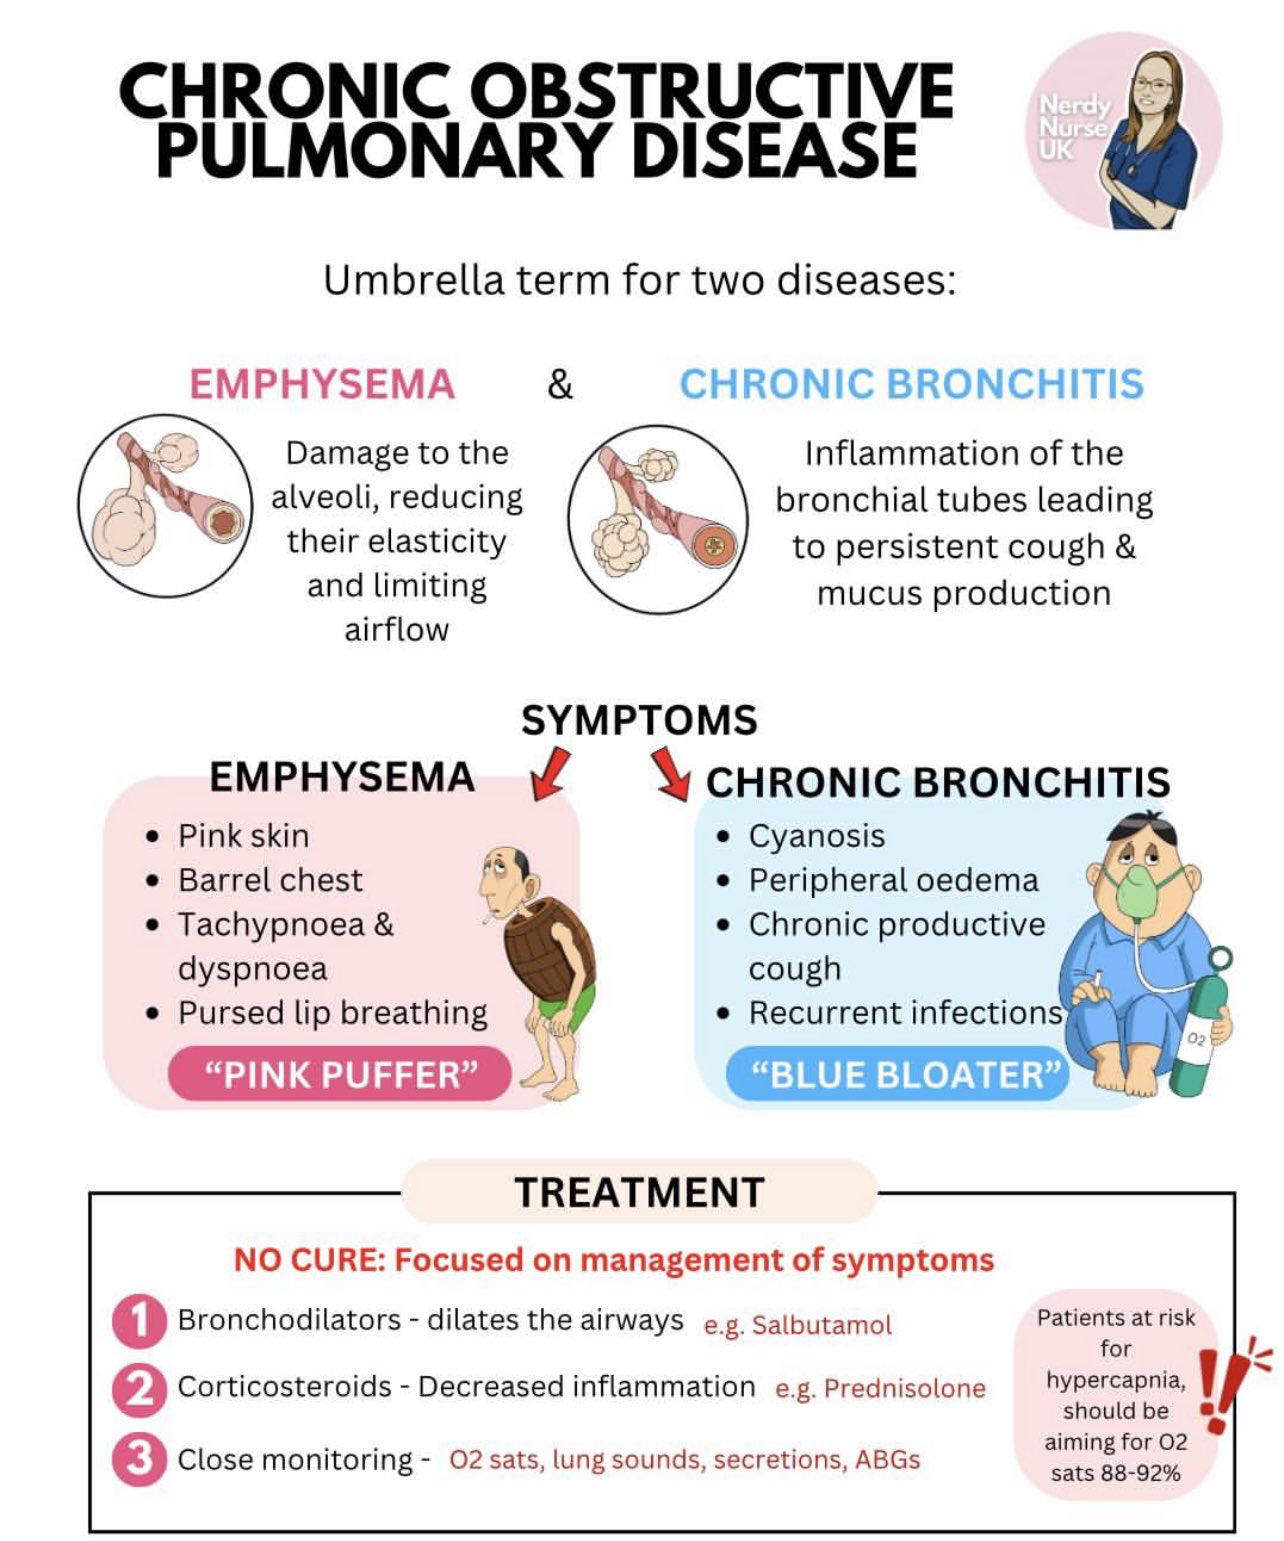 CHRONIC OBSTRUCTIVE
PULMONARY DISEASE
Nerdy
Nurse
UK
Umbrella term for two diseases:
EMPHYSEMA & CHRONIC BRONCHITIS
Damage to the
alveoli, reducing
their elasticity
and limiting
airflow
Inflammation of the
bronchial tubes leading
to persistent cough &
mucus production
SYMPTOMS
EMPHYSEMA
• Pink skin
• Barrel chest
• Tachypnoea &
dyspnoea
• Pursed lip breathing
“PINK PUFFER”
CHRONIC BRONCHITIS
• Cyanosis
• Peripheral oedema
• Chronic productive
cough
• Recurrent infections
O2
“BLUE BLOATER”
TREATMENT
NO CURE: Focused on management of symptoms
1 Bronchodilators - dilates the airways e.g. Salbutamol
2 Corticosteroids - Decreased inflammation e.g. Prednisolone
3 Close monitoring - O2 sats, lung sounds, secretions, ABGs
Patients at risk
for
hypercapnia,
should be
aiming for O2
sats 88-92%
!!